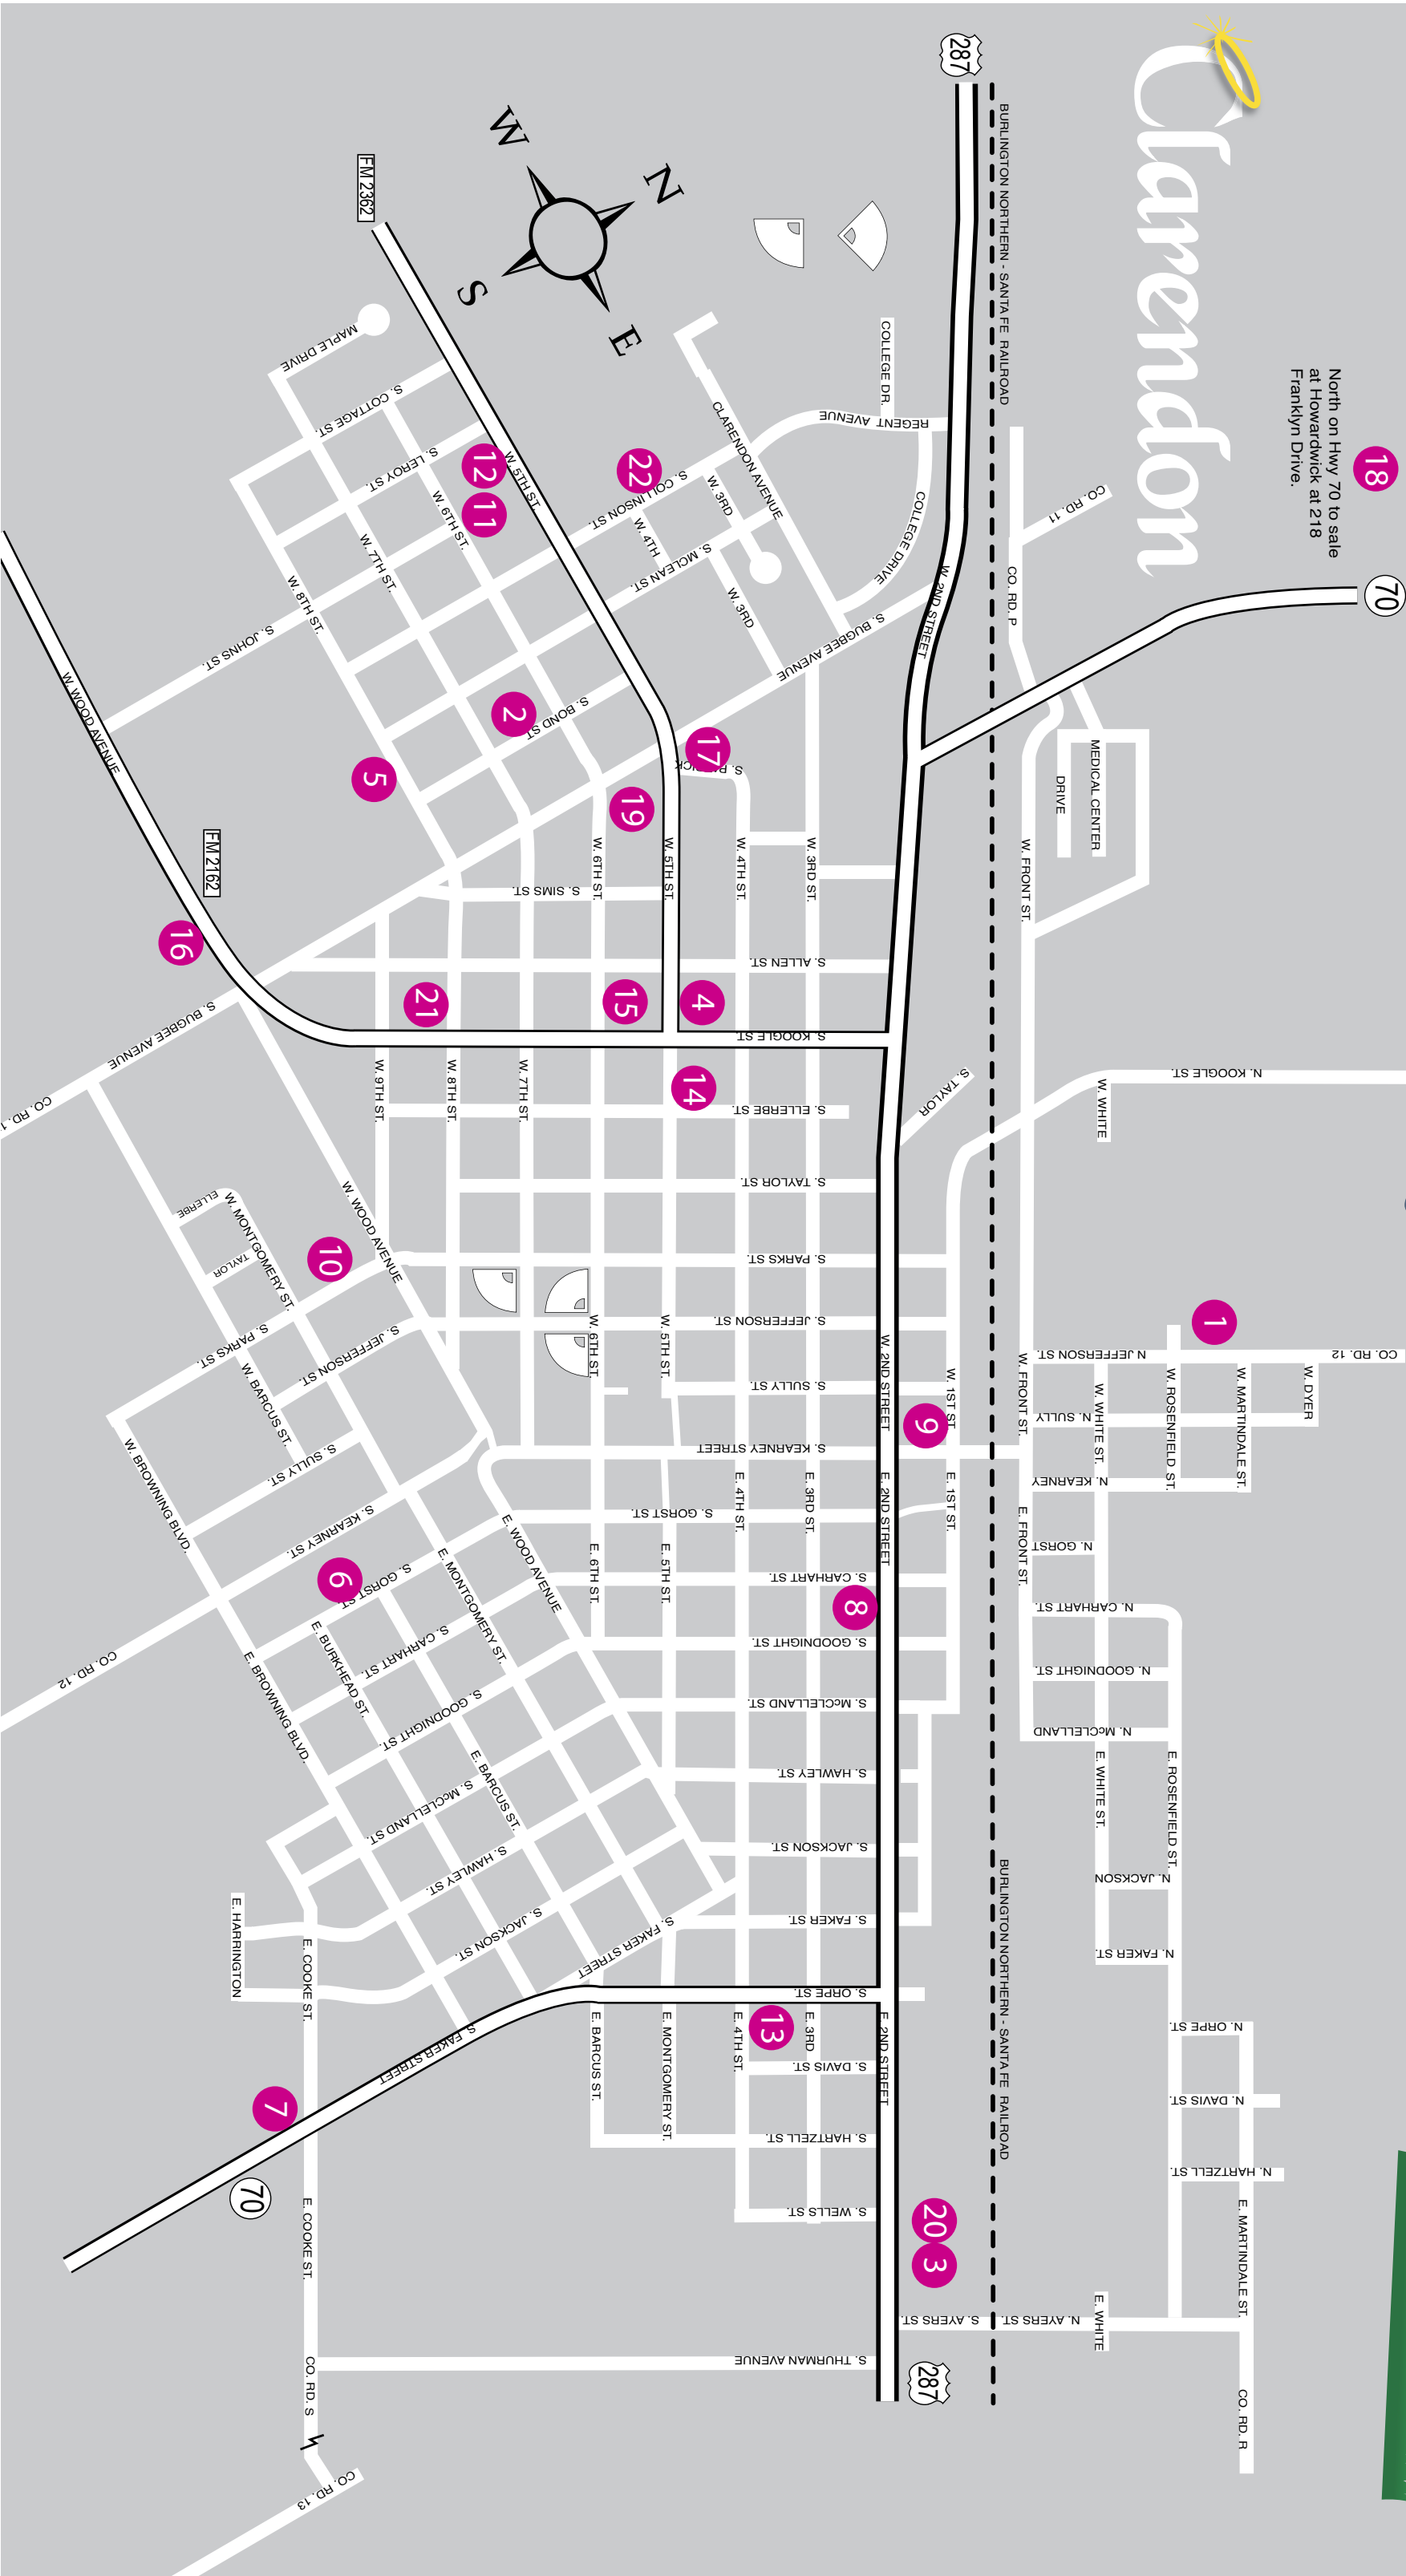 Clarendon
18
North on Hwy 70 to sale
at Howardwick at 218
Franklyn Drive.
70
287
BURLINGTON NORTHERN - SANTA FE RAILROAD
N
W
E
S
FM 2362
COLLEGE DR.
REGENT AVENUE
COLLEGE DRIVE
CLARENDON AVENUE
W. 2ND STREET
CO. RD. 11
CO. RD. P
MEDICAL CENTER
DRIVE
W. FRONT ST.
MAPLE DRIVE
S. COTTAGE ST.
S. LEROY ST.
12
11
22
W. 5TH ST.
W. 6TH ST.
W. 7TH ST.
W. 8TH ST.
S. COLLINSON ST.
W. 3RD
W. 4TH
S. MCLEAN ST.
W. 3RD
S. BUGBEE AVENUE
S. JOHNS ST.
S. BOND ST
2
5
17
19
W. WOOD AVENUE
FM 2162
16
W. 3RD ST.
W. 4TH ST.
W. 5TH ST.
W. 6TH ST.
S. SIMS ST.
S. ALLEN ST.
21
15
4
S. KOOGLE ST.
14
S. BUGBEE AVENUE
CO. RD. 1
W. 7TH ST.
W. 8TH ST.
W. 9TH ST.
S. ELLERBE ST.
S. TAYLOR
N. KOOGLE ST.
W. WHITE
S. TAYLOR ST.
S. PARKS ST.
S. JEFFERSON ST.
S. SULLY ST.
S. KEARNEY STREET
W. WOOD AVENUE
ELLERBE
W. MONTGOMERY ST.
TAYLOR
10
S. PARKS ST.
S. JEFFERSON ST.
W. BARCUS ST.
S. SULLY ST.
W. BROWNING BLVD.
S. KEARNEY ST.
W. 6TH ST.
W. 5TH ST.
W. 2ND STREET
W. 1ST ST.
W. FRONT ST.
9
1
N JEFFERSON ST.
CO. RD. 12
W. DYER
W. MARTINDALE ST.
W. ROSENFIELD ST.
W. WHITE ST.
N. SULLY
N. KEARNEY
N. GORST
E. FRONT ST.
E. 1ST ST.
E. 2ND STREET
E. 3RD ST.
E. 4TH ST.
E. 5TH ST.
E. 6TH ST.
S. GORST ST.
S. CARHART ST.
8
S. GOODNIGHT ST.
S. McCLELLAND ST.
S. HAWLEY ST.
S. JACKSON ST.
S. FAKER ST.
N. CARHART ST.
N. GOODNIGHT ST.
N. McCLELLAND
E. WHITE ST.
E. ROSENFIELD ST.
N. JACKSON
N. FAKER ST.
E. WOOD AVENUE
E. MONTGOMERY ST.
6
S. GORST ST.
S. CARHART ST.
E. BURKHEAD ST.
S. GOODNIGHT ST.
E. BROWNING BLVD.
CO. RD. 12
E. BARCUS ST.
S. McCLELLAND ST.
S. HAWLEY ST.
S. JACKSON ST.
S. FAKER STREET
E. HARRINGTON
E. COOKE ST.
S. FAKER STREET
7
70
S. ORPE ST.
13
E. 2ND STREET
E. 3RD
E. 4TH ST.
E. MONTGOMERY ST.
E. BARCUS ST.
S. DAVIS ST.
S. HARTZELL ST.
S. WELLS ST.
BURLINGTON NORTHERN - SANTA FE RAILROAD
N. ORPE ST.
N. DAVIS ST.
N. HARTZELL ST.
E. MARTINDALE ST.
20
3
S. AYERS ST.
N. AYERS ST.
E. WHITE
CO. RD. R
S. THURMAN AVENUE
287
E. COOKE ST.
CO. RD. S
CO. RD. 13